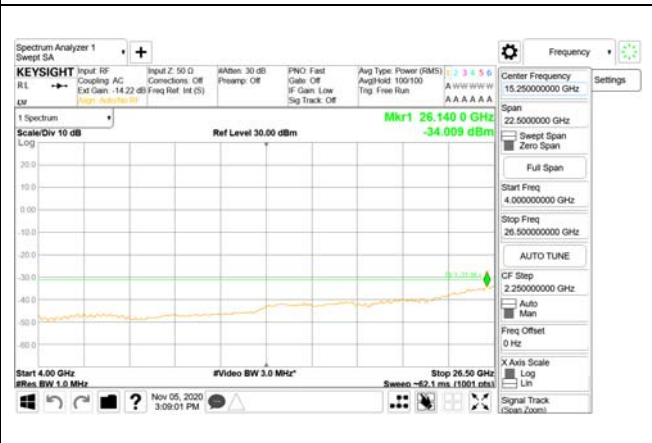 Spectrum Analyzer 1
Swept SA
Frequency
KEYSIGHT
RL
Input: RF
Coupling: AC
Ext Gain: -14.22 dB
Align: Auto/No RF
Input Z: 50 Ω
Corrections: Off
Freq Ref: Int (S)
#Atten: 30 dB
Preamp: Off
PNO: Fast
Gate: Off
IF Gain: Low
Sig Track: Off
Avg Type: Power (RMS)
Avg|Hold: 100/100
Trig: Free Run
1 2 3 4 5 6
A W W W W W
A A A A A A
1 Spectrum
Scale/Div 10 dB
Ref Level 30.00 dBm
Mkr1 26.140 0 GHz
-34.009 dBm
Log
20.0
10.0
0.00
-10.0
-20.0
-30.0
-40.0
-50.0
-60.0
Start 4.00 GHz
#Res BW 1.0 MHz
#Video BW 3.0 MHz*
Stop 26.50 GHz
Sweep ~62.1 ms (1001 pts)
Nov 05, 2020
3:09:01 PM
Center Frequency
15.250000000 GHz
Settings
Span
22.5000000 GHz
Swept Span
Zero Span
Full Span
Start Freq
4.000000000 GHz
Stop Freq
26.500000000 GHz
AUTO TUNE
CF Step
2.250000000 GHz
Auto
Man
Freq Offset
0 Hz
X Axis Scale
Log
Lin
Signal Track
(Span Zoom)